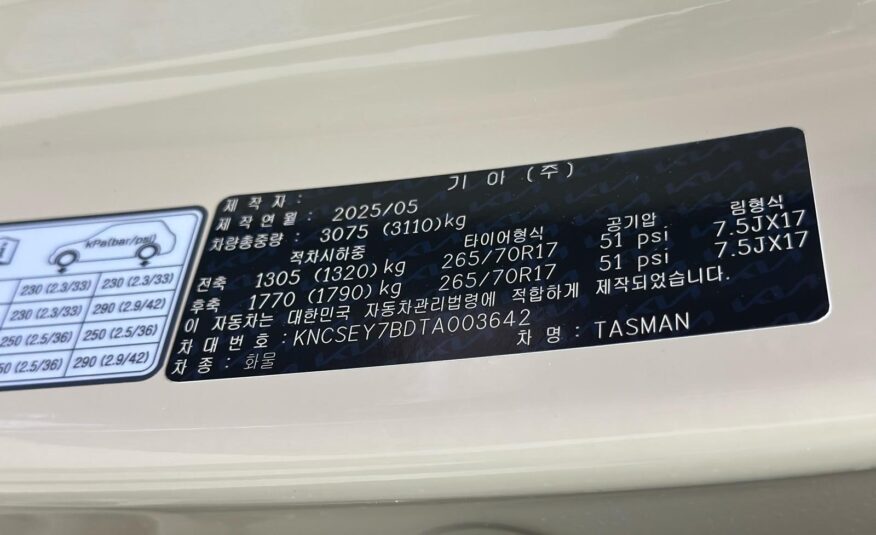 제작자 : 기아(주)
제작연월 : 2025/05
차량총중량 : 3075 (3110)kg
적차시하중 타이어형식 공기압 림형식
전축 1305 (1320) kg 265/70R17 51 psi 7.5JX17
후축 1770 (1790) kg 265/70R17 51 psi 7.5JX17
이 자동차는 대한민국 자동차관리법령에 적합하게 제작되었습니다.
차대번호 : KNCSEY7BDTA003642 차명 : TASMAN
차종 : 화물
kPa(bar/psi)
230 (2.3/33) 230 (2.3/33)
230 (2.3/33) 290 (2.9/42)
250 (2.5/36) 250 (2.5/36)
(2.5/36) 290 (2.9/42)